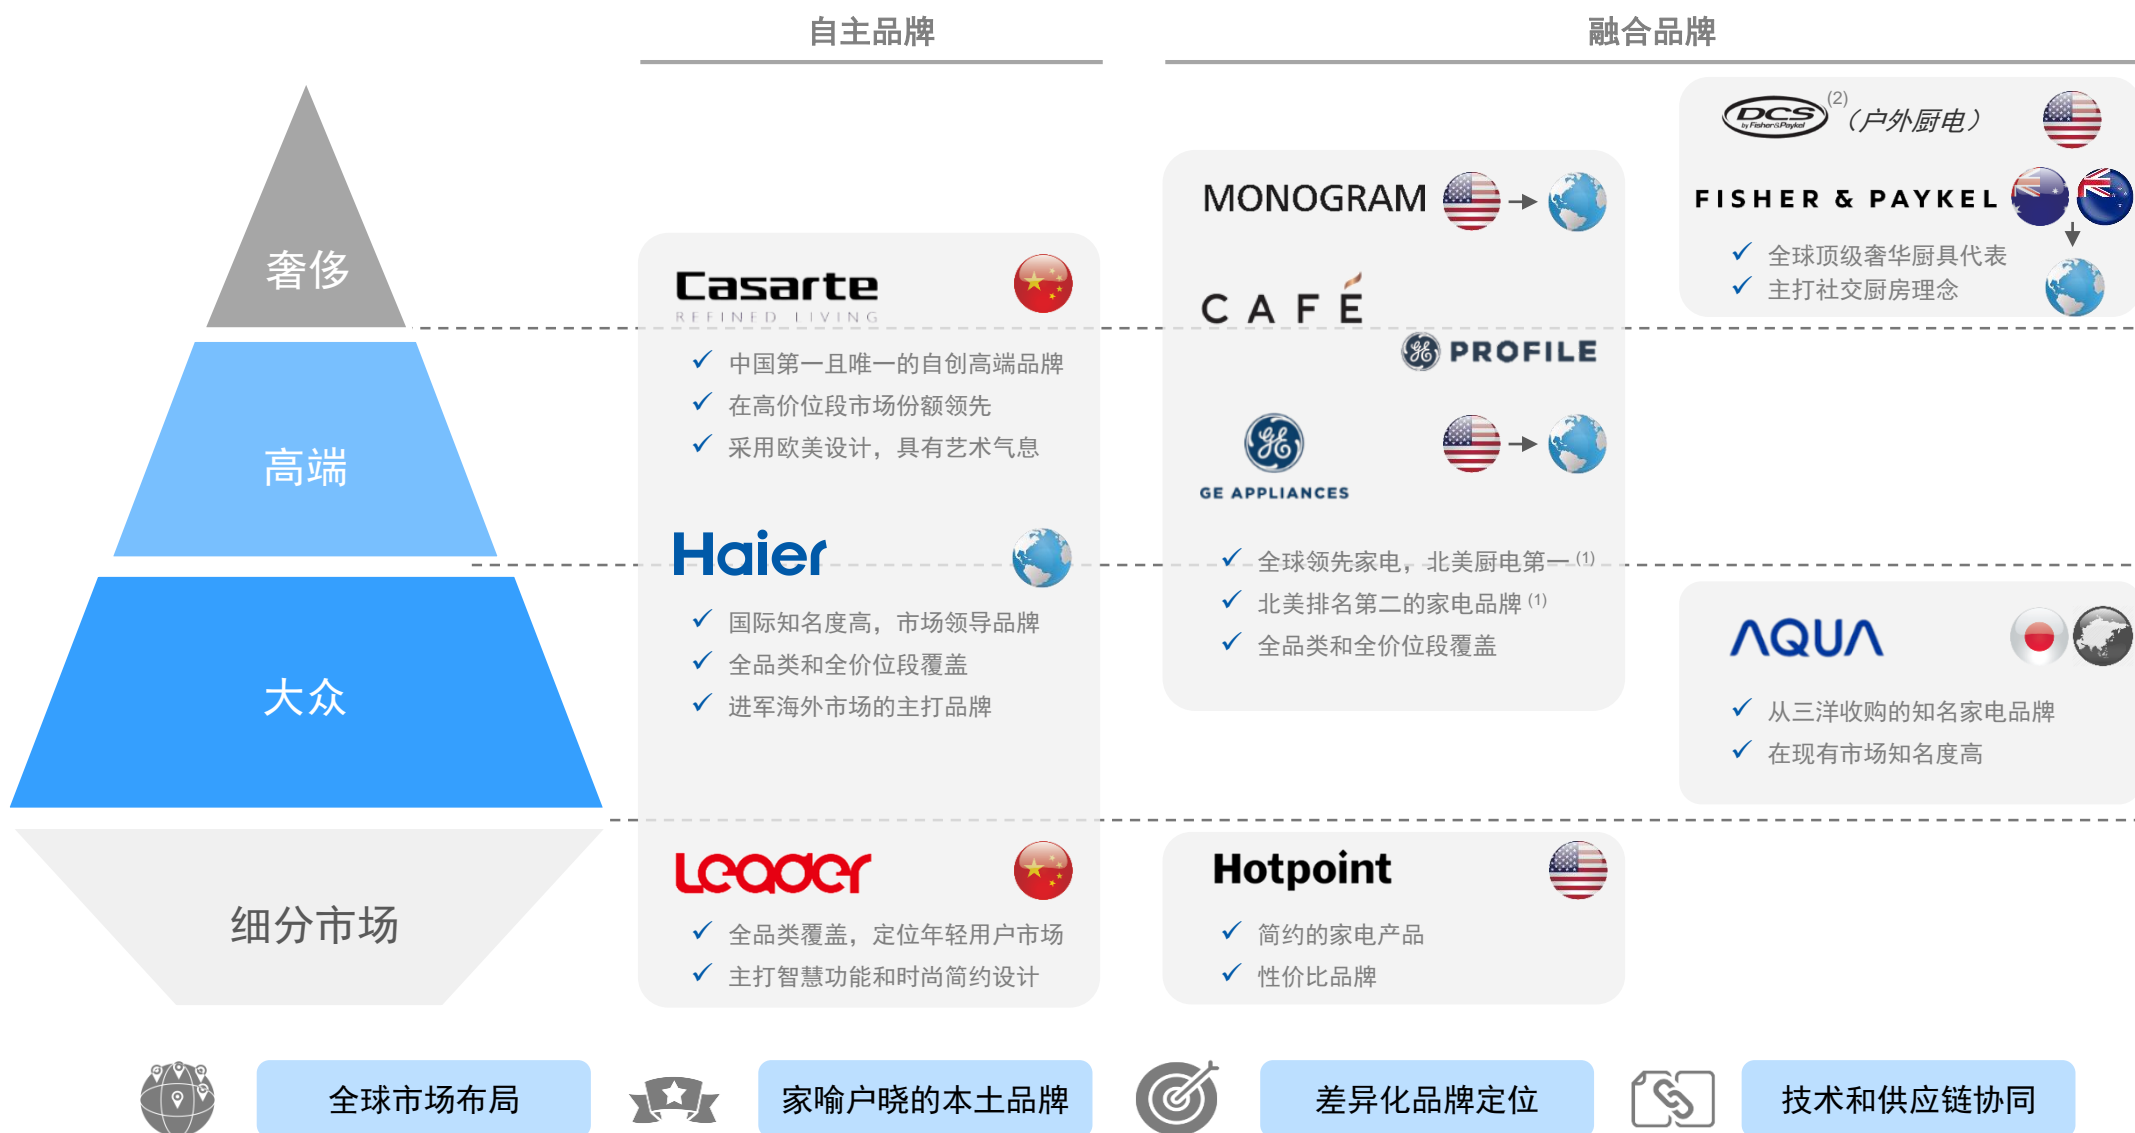 自主品牌
融合品牌
奢侈
高端
大众
细分市场
Casarte
REFINED LIVING
中国第一且唯一的自创高端品牌
在高价位段市场份额领先
采用欧美设计，具有艺术气息
Haier
国际知名度高，市场领导品牌
全品类和全价位段覆盖
进军海外市场的主打品牌
Leader
全品类覆盖，定位年轻用户市场
主打智慧功能和时尚简约设计
MONOGRAM
CAFÉ
GE PROFILE
GE
GE APPLIANCES
全球领先家电，北美厨电第一 (1)
北美排名第二的家电品牌 (1)
全品类和全价位段覆盖
Hotpoint
简约的家电产品
性价比品牌
DCS (2)（户外厨电）
by Fisher&Paykel
FISHER & PAYKEL
全球顶级奢华厨具代表
主打社交厨房理念
AQUA
从三洋收购的知名家电品牌
在现有市场知名度高
全球市场布局
家喻户晓的本土品牌
差异化品牌定位
技术和供应链协同